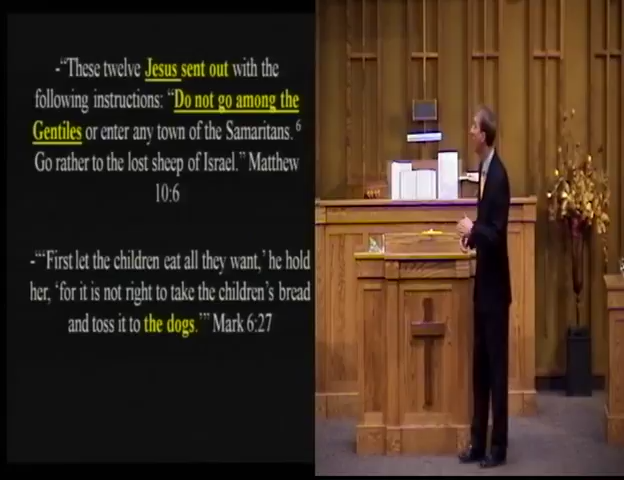 -“These twelve Jesus sent out with the
following instructions: “Do not go among the
Gentiles or enter any town of the Samaritans. 6
Go rather to the lost sheep of Israel.” Matthew
10:6
-“‘First let the children eat all they want,’ he hold
her, ‘for it is not right to take the children’s bread
and toss it to the dogs.’” Mark 6:27